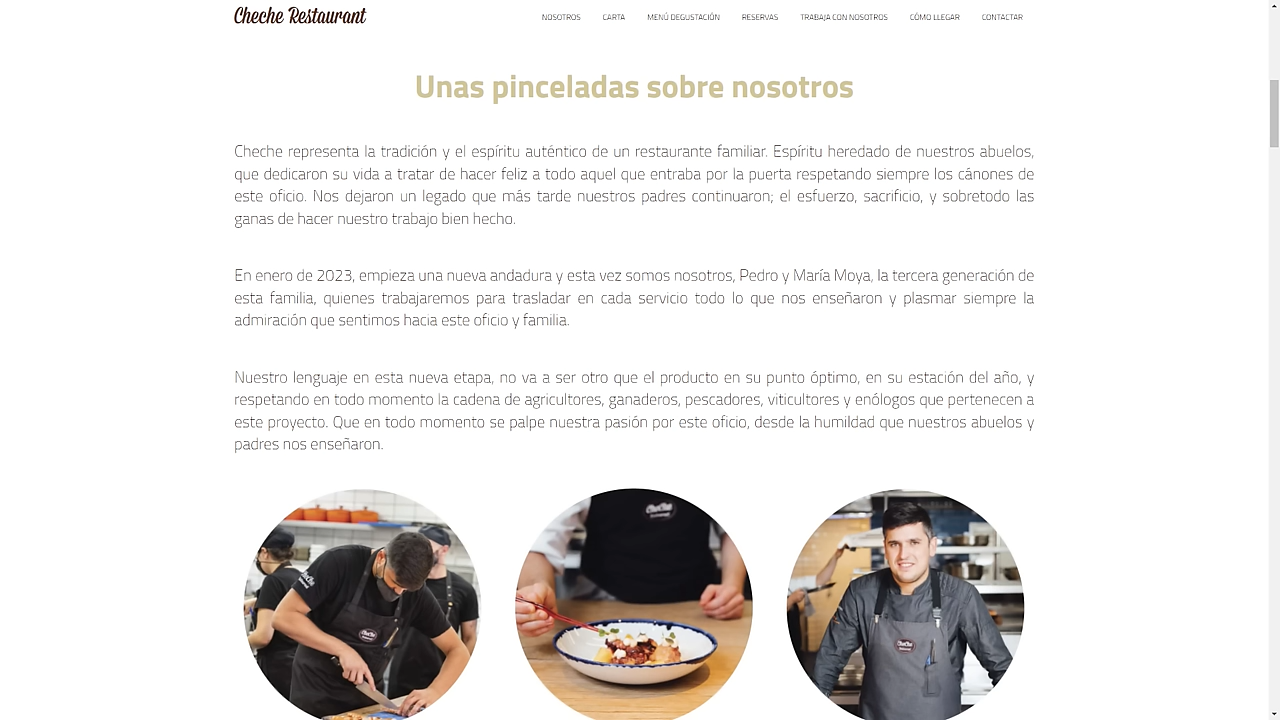 Cheche Restaurant
NOSOTROS CARTA MENÚ DEGUSTACIÓN RESERVAS TRABAJA CON NOSOTROS CÓMO LLEGAR CONTACTAR
Unas pinceladas sobre nosotros
Cheche representa la tradición y el espíritu auténtico de un restaurante familiar. Espíritu heredado de nuestros abuelos,
que dedicaron su vida a tratar de hacer feliz a todo aquel que entraba por la puerta respetando siempre los cánones de
este oficio. Nos dejaron un legado que más tarde nuestros padres continuaron; el esfuerzo, sacrificio, y sobretodo las
ganas de hacer nuestro trabajo bien hecho.
En enero de 2023, empieza una nueva andadura y esta vez somos nosotros, Pedro y María Moya, la tercera generación de
esta familia, quienes trabajaremos para trasladar en cada servicio todo lo que nos enseñaron y plasmar siempre la
admiración que sentimos hacia este oficio y familia.
Nuestro lenguaje en esta nueva etapa, no va a ser otro que el producto en su punto óptimo, en su estación del año, y
respetando en todo momento la cadena de agricultores, ganaderos, pescadores, viticultores y enólogos que pertenecen a
este proyecto. Que en todo momento se palpe nuestra pasión por este oficio, desde la humildad que nuestros abuelos y
padres nos enseñaron.
CheChe
CheChe
CheChe
CheChe